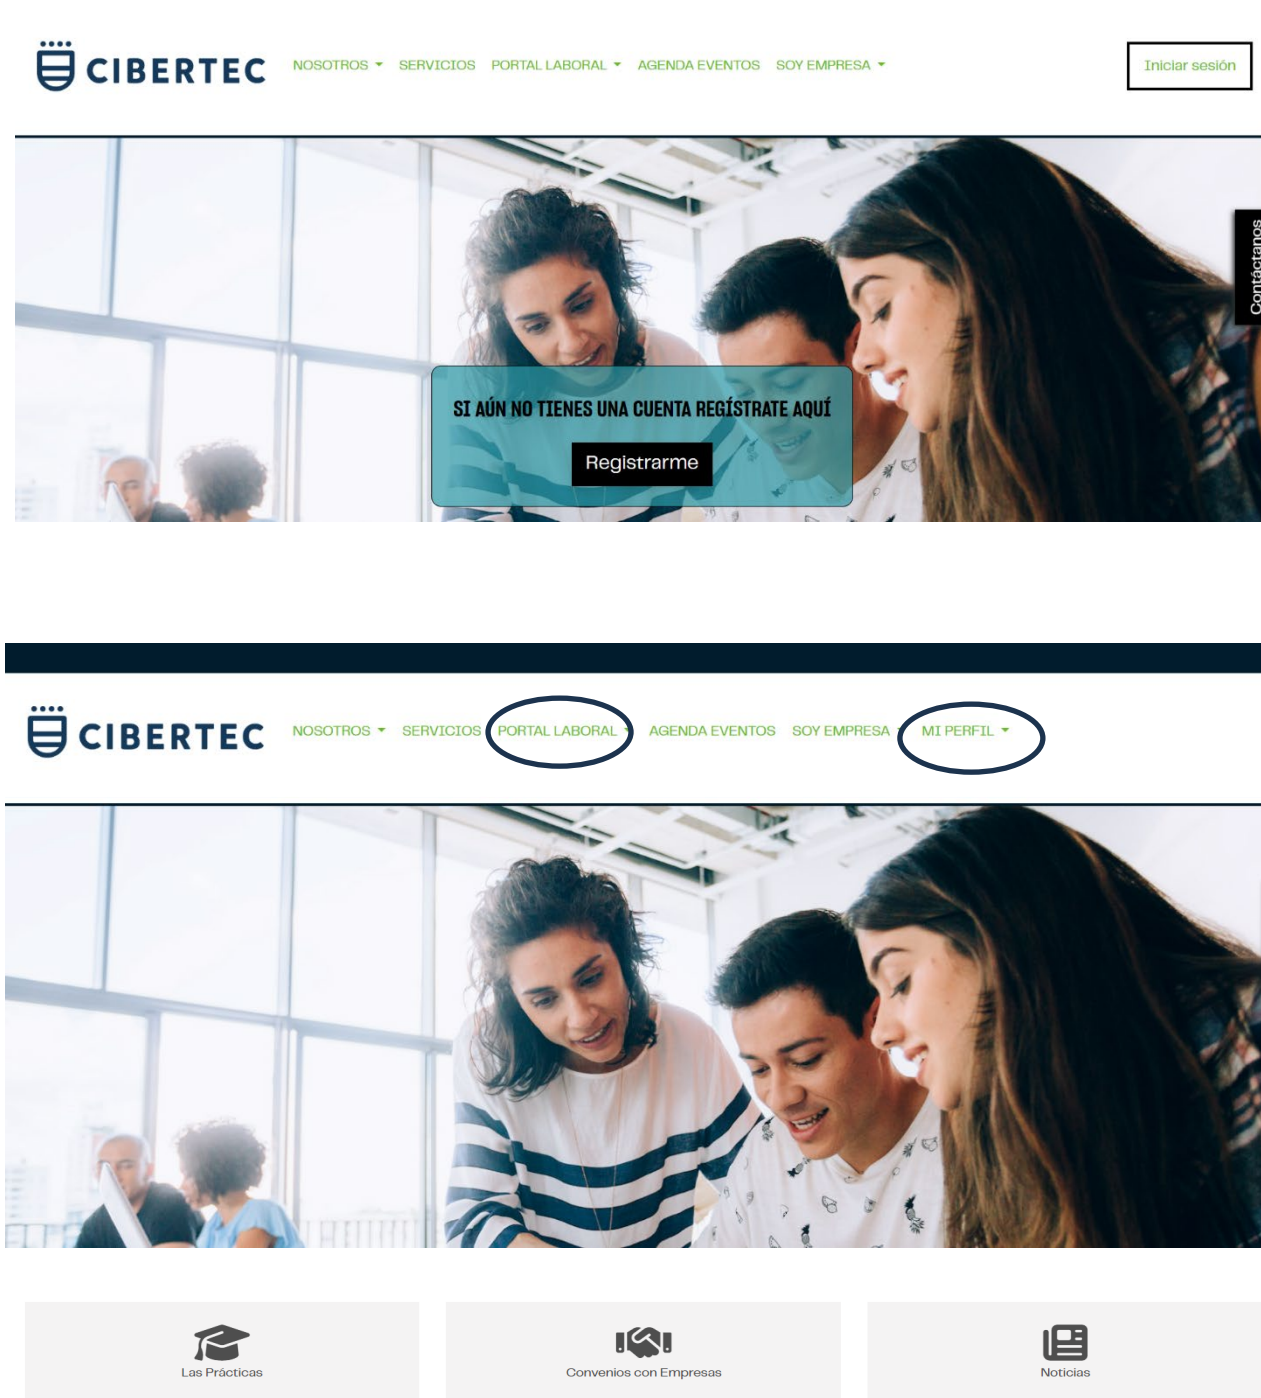 CIBERTEC NOSOTROS SERVICIOS PORTAL LABORAL AGENDA EVENTOS SOY EMPRESA Iniciar sesión
Contáctanos
SI AÚN NO TIENES UNA CUENTA REGÍSTRATE AQUÍ
Registrarme
CIBERTEC NOSOTROS SERVICIOS PORTAL LABORAL AGENDA EVENTOS SOY EMPRESA MI PERFIL
Las Prácticas Convenios con Empresas Noticias